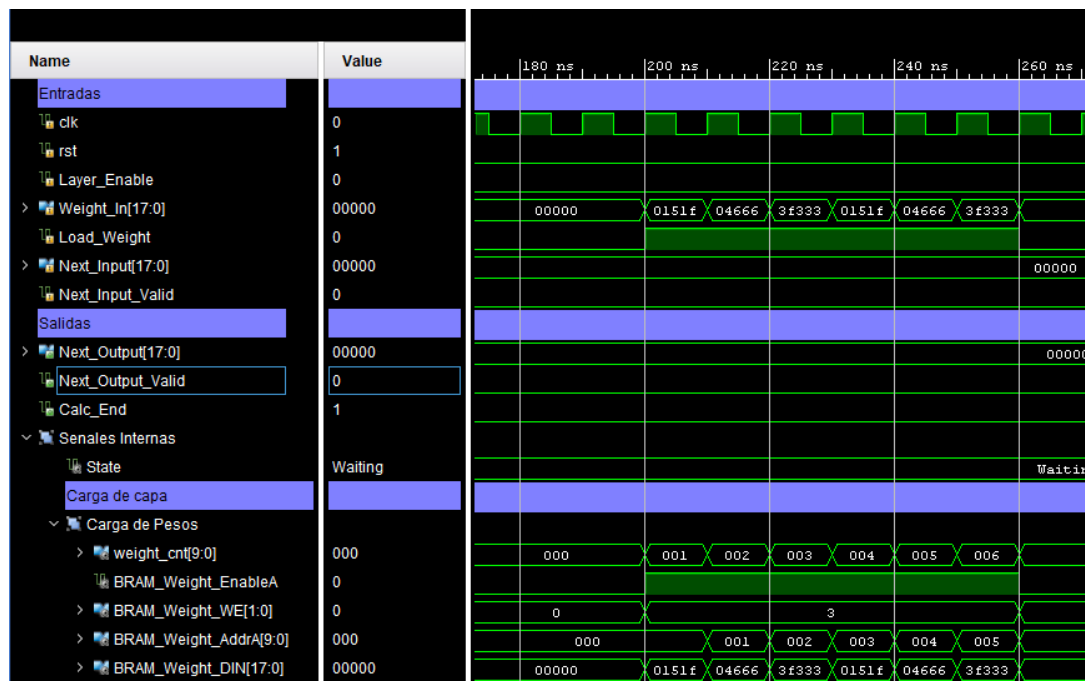 Name Value
180 ns 200 ns 220 ns 240 ns 260 ns
Entradas
clk 0
rst 1
Layer_Enable 0
Weight_In[17:0] 00000 00000 0151f 04666 3f333 0151f 04666 3f333
Load_Weight 0
Next_Input[17:0] 00000 00000
Next_Input_Valid 0
Salidas
Next_Output[17:0] 00000 00000
Next_Output_Valid 0
Calc_End 1
Senales Internas
State Waiting Waitin
Carga de capa
Carga de Pesos
weight_cnt[9:0] 000 000 001 002 003 004 005 006
BRAM_Weight_EnableA 0
BRAM_Weight_WE[1:0] 0 0 3
BRAM_Weight_AddrA[9:0] 000 000 001 002 003 004 005
BRAM_Weight_DIN[17:0] 00000 00000 0151f 04666 3f333 0151f 04666 3f333